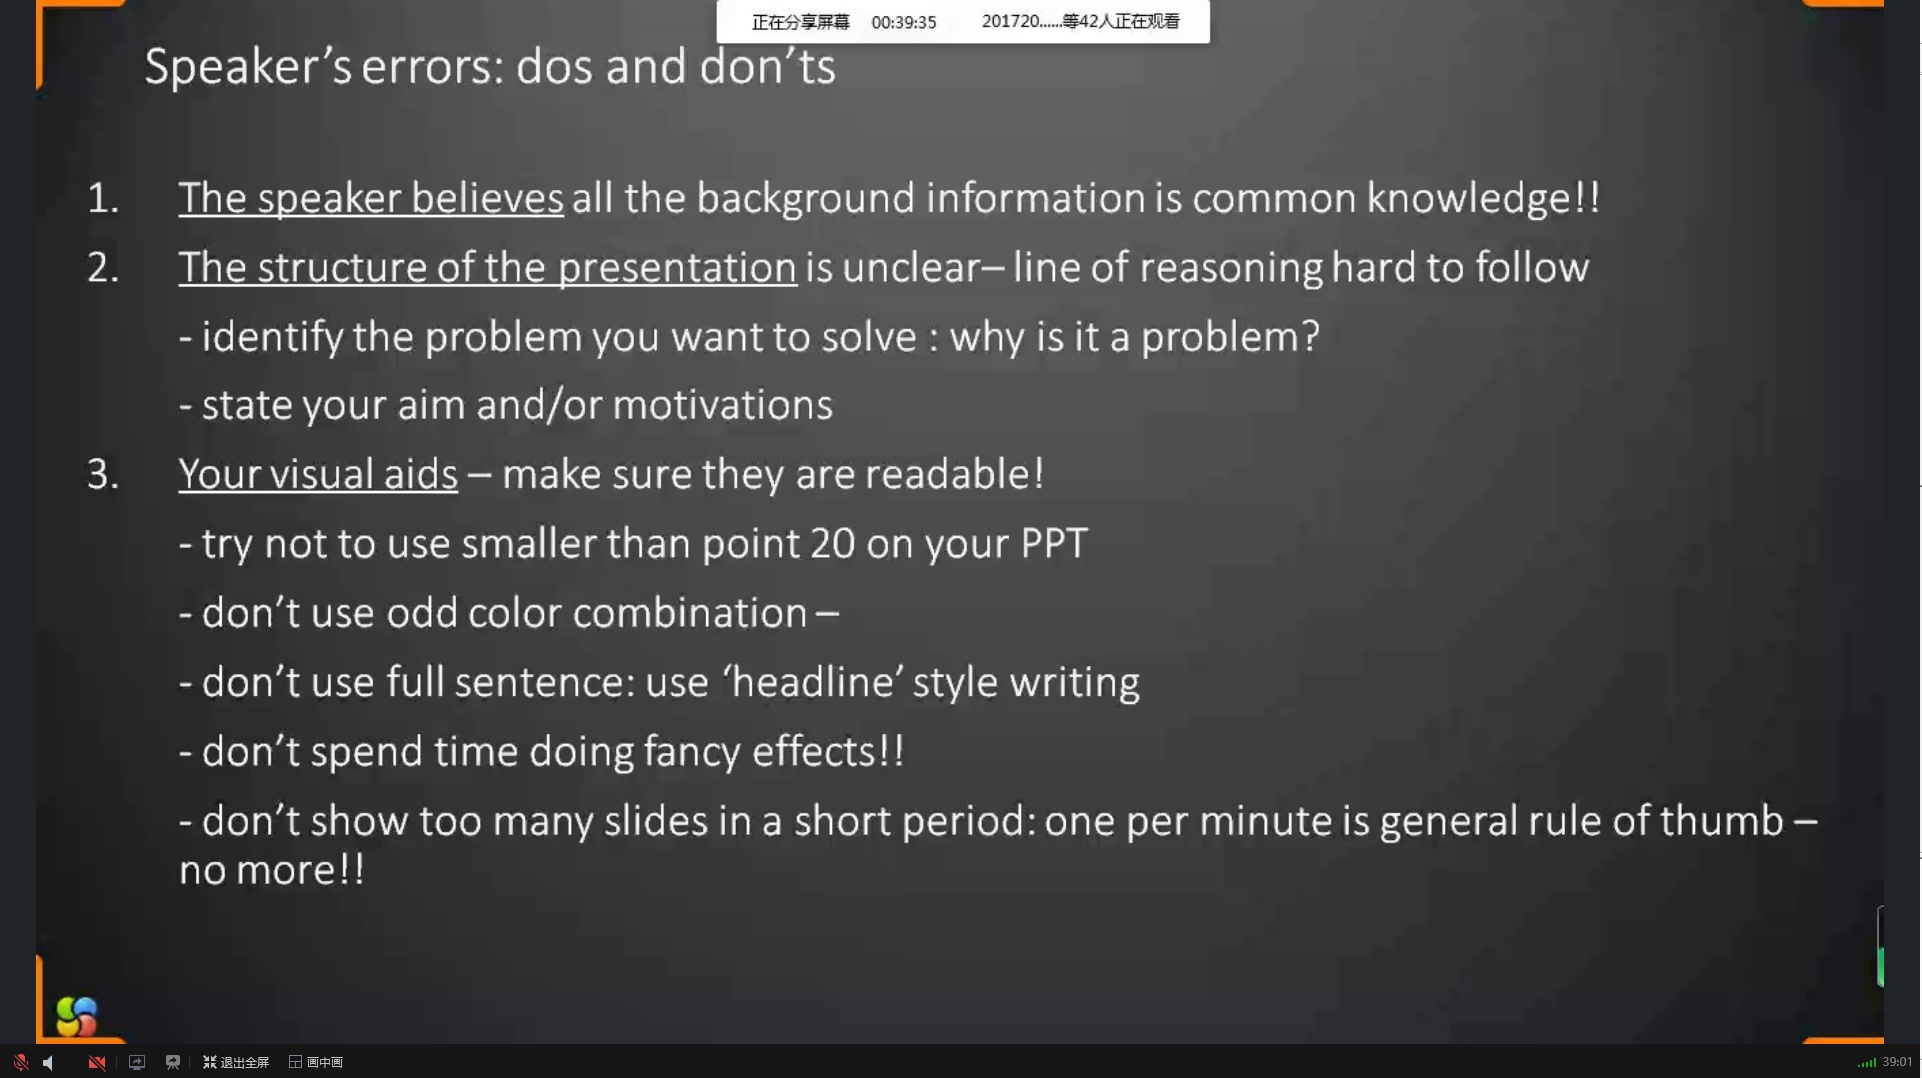 正在分享屏幕 00:39:35 201720......等42人正在观看
Speaker’s errors: dos and don’ts
1. The speaker believes all the background information is common knowledge!!
2. The structure of the presentation is unclear– line of reasoning hard to follow
- identify the problem you want to solve : why is it a problem?
- state your aim and/or motivations
3. Your visual aids – make sure they are readable!
- try not to use smaller than point 20 on your PPT
- don’t use odd color combination –
- don’t use full sentence: use ‘headline’ style writing
- don’t spend time doing fancy effects!!
- don’t show too many slides in a short period: one per minute is general rule of thumb –
no more!!
退出全屏 画中画 39:01